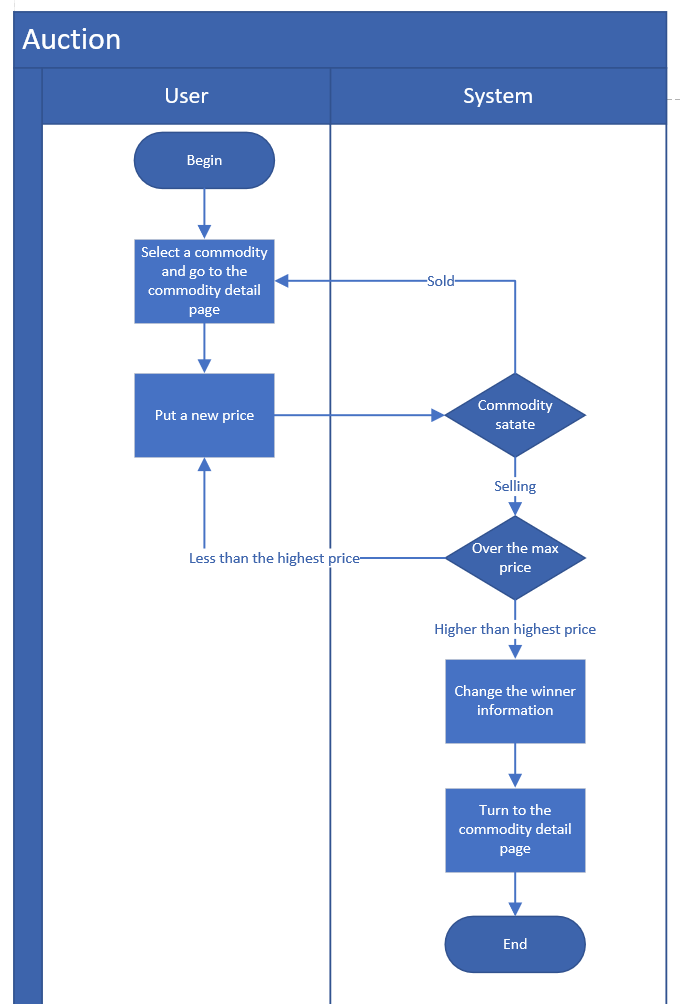 Auction
User
System
Begin
Select a commodity
and go to the
commodity detail
page
Sold
Put a new price
Commodity
satate
Selling
Less than the highest price
Over the max
price
Higher than highest price
Change the winner
information
Turn to the
commodity detail
page
End